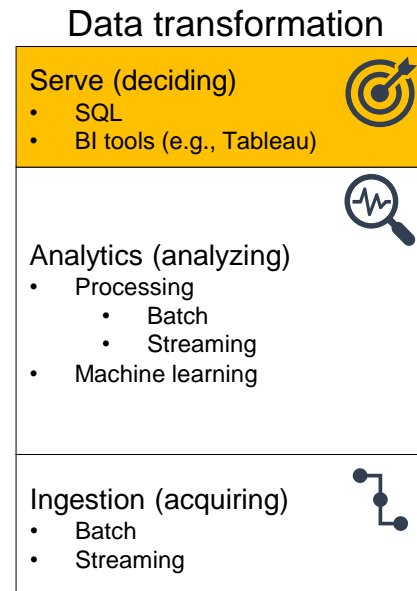 Data transformation
Serve (deciding)
• SQL
• BI tools (e.g., Tableau)
Analytics (analyzing)
• Processing
• Batch
• Streaming
• Machine learning
Ingestion (acquiring)
• Batch
• Streaming